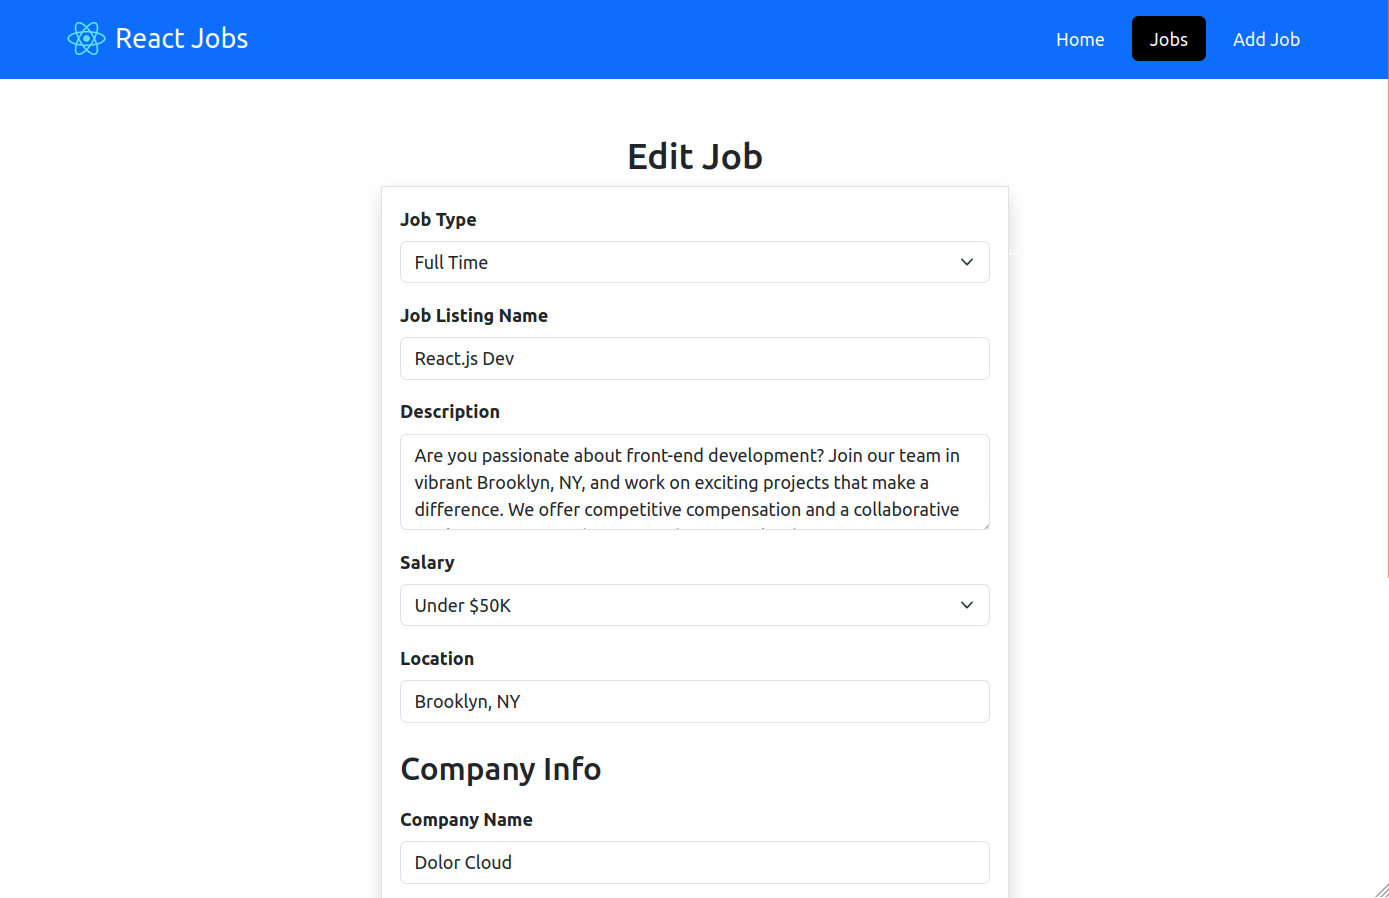 React Jobs
Home
Jobs
Add Job
Edit Job
Job Type
Full Time
Job Listing Name
React.js Dev
Description
Are you passionate about front-end development? Join our team in
vibrant Brooklyn, NY, and work on exciting projects that make a
difference. We offer competitive compensation and a collaborative
Salary
Under $50K
Location
Brooklyn, NY
Company Info
Company Name
Dolor Cloud